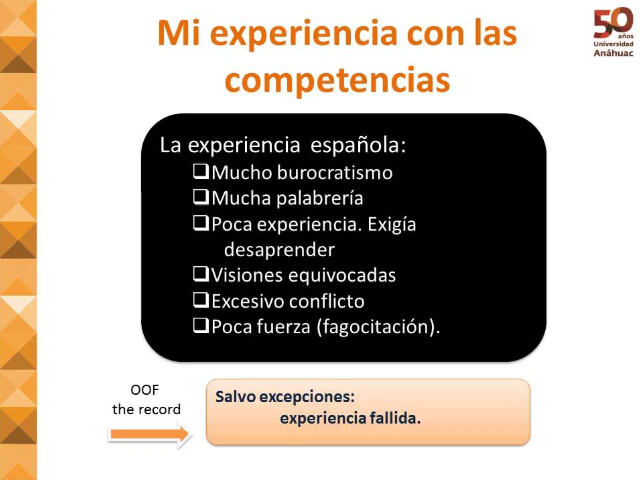 Mi experiencia con las
competencias
50
años
Universidad
Anáhuac
La experiencia española:
❑Mucho burocratismo
❑Mucha palabrería
❑Poca experiencia. Exigía
desaprender
❑Visiones equivocadas
❑Excesivo conflicto
❑Poca fuerza (fagocitación).
OOF
the record
Salvo excepciones:
experiencia fallida.